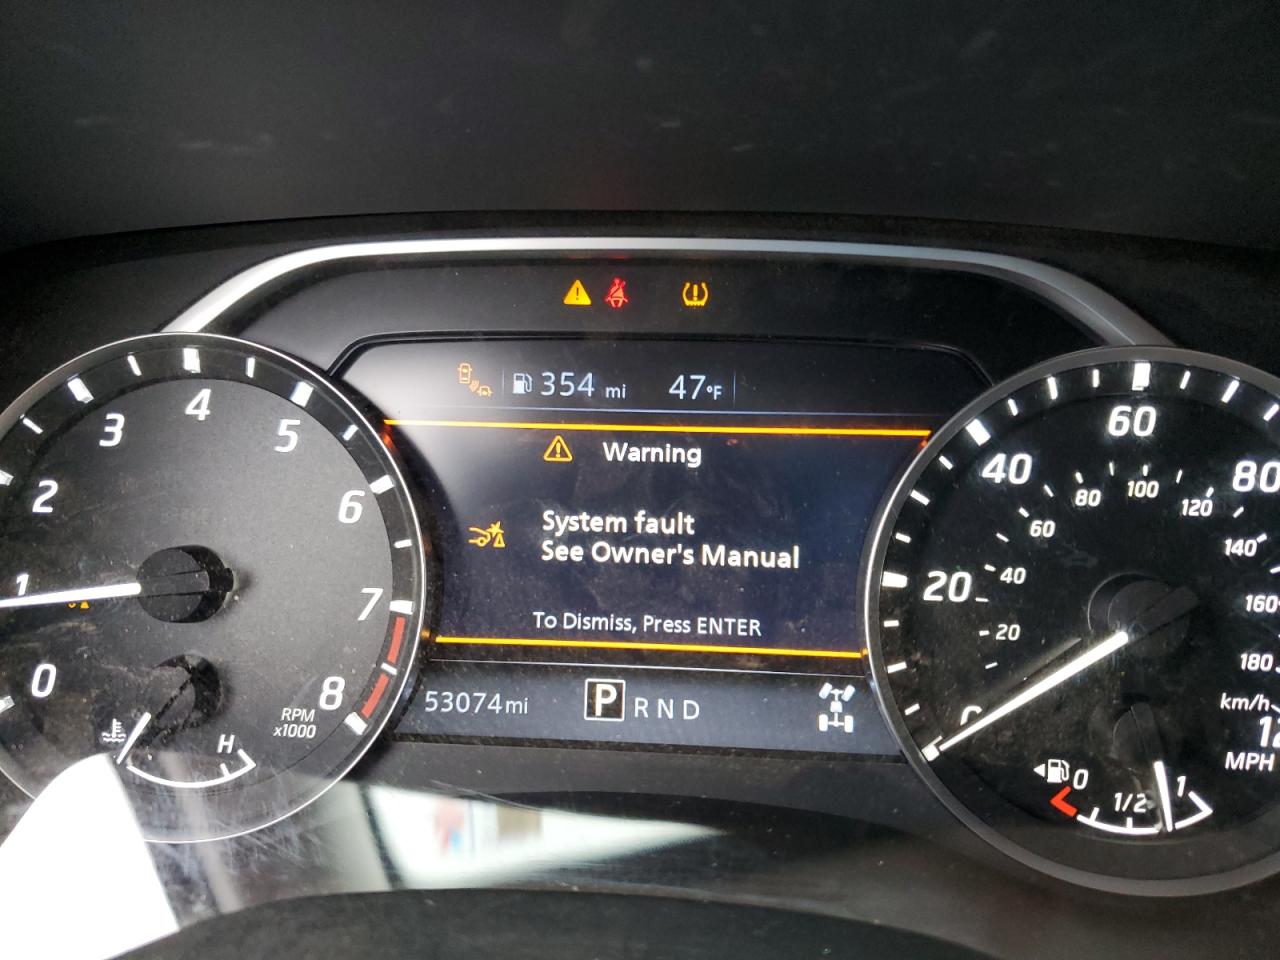 354 mi 47°F
Warning
System fault
See Owner's Manual
To Dismiss, Press ENTER
53074mi P R N D
0
1
2
3
4
5
6
7
8
RPM
x1000
H
20
40
60
80
20
40
60
80
100
120
140
160
180
km/h
MPH
0
1/2
1